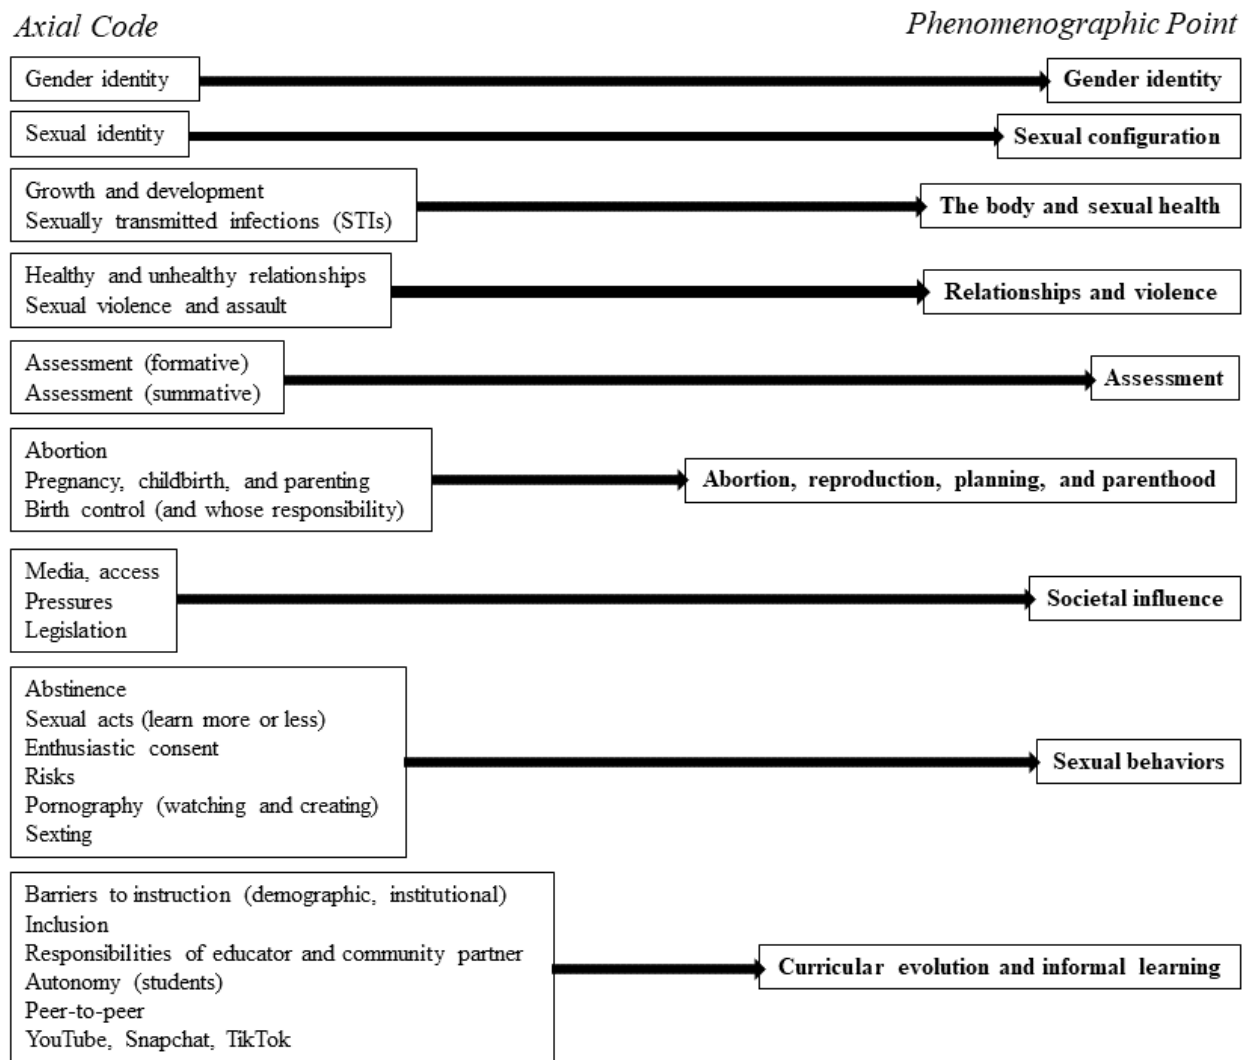 Axial Code
Phenomenographic Point
Gender identity
Gender identity
Sexual identity
Sexual configuration
Growth and development
Sexually transmitted infections (STIs)
The body and sexual health
Healthy and unhealthy relationships
Sexual violence and assault
Relationships and violence
Assessment (formative)
Assessment (summative)
Assessment
Abortion
Pregnancy, childbirth, and parenting
Birth control (and whose responsibility)
Abortion, reproduction, planning, and parenthood
Media, access
Pressures
Legislation
Societal influence
Abstinence
Sexual acts (learn more or less)
Enthusiastic consent
Risks
Pornography (watching and creating)
Sexting
Sexual behaviors
Barriers to instruction (demographic, institutional)
Inclusion
Responsibilities of educator and community partner
Autonomy (students)
Peer-to-peer
YouTube, Snapchat, TikTok
Curricular evolution and informal learning